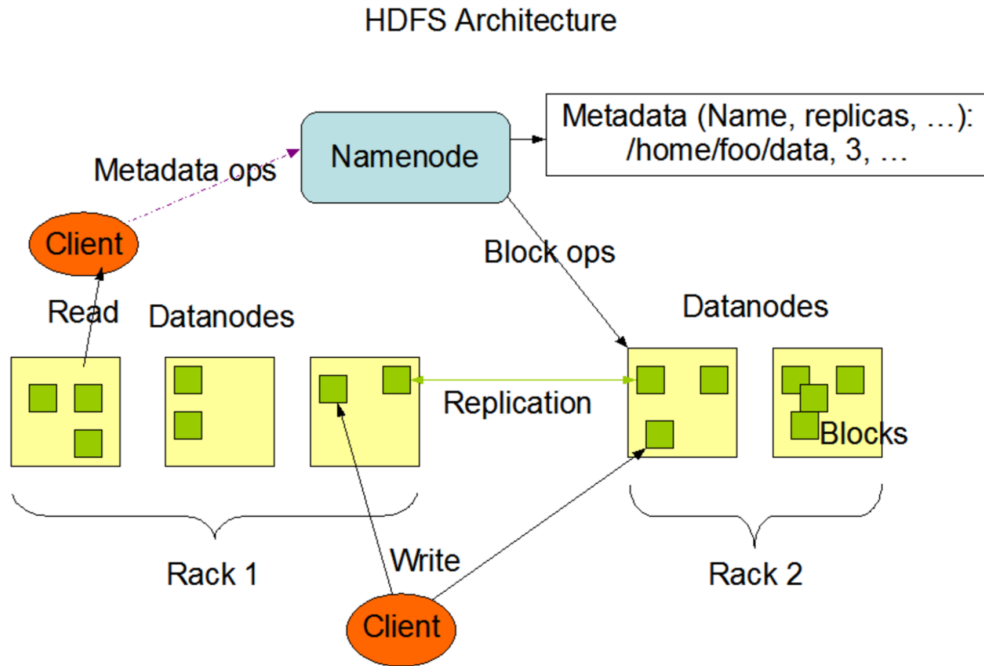 HDFS Architecture
Metadata (Name, replicas, …):
/home/foo/data, 3, …
Namenode
Metadata ops
Client
Block ops
Read
Datanodes
Datanodes
Replication
Blocks
Rack 1
Write
Rack 2
Client